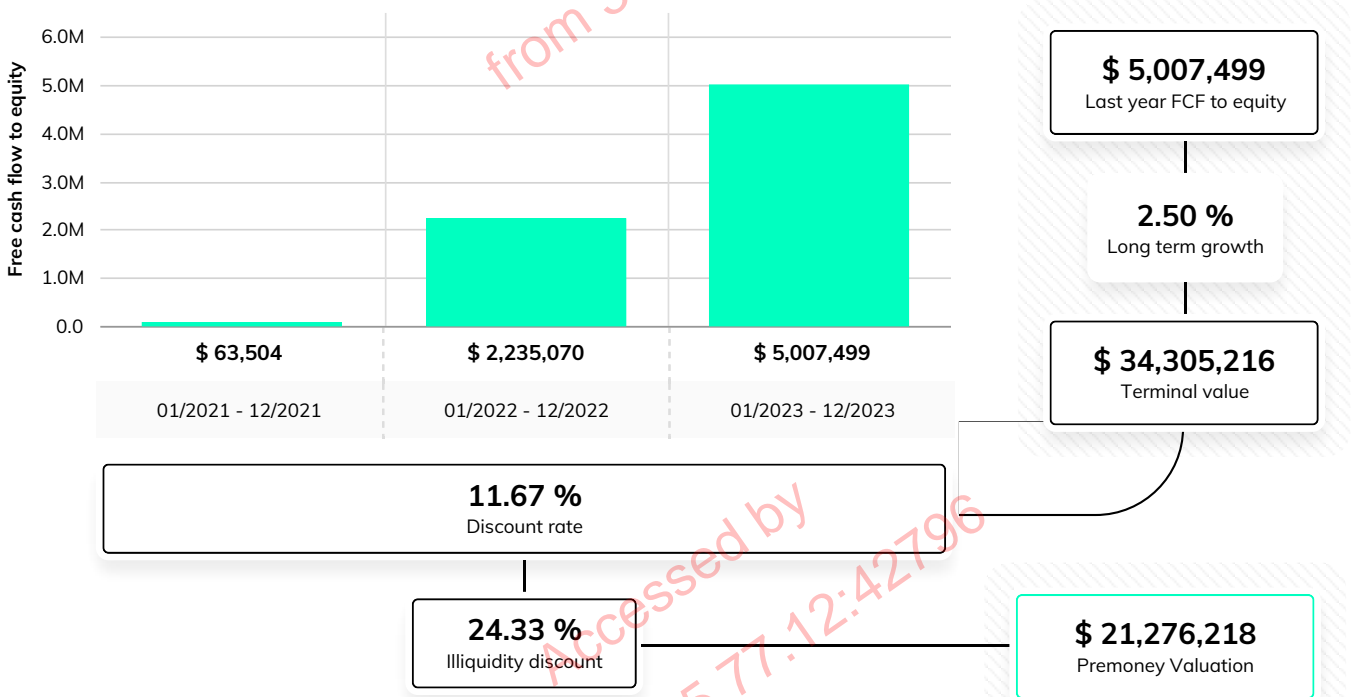 Free cash flow to equity
6.0M
5.0M
4.0M
3.0M
2.0M
1.0M
0.0
$ 63,504
$ 2,235,070
$ 5,007,499
01/2021 - 12/2021
01/2022 - 12/2022
01/2023 - 12/2023
$ 5,007,499
Last year FCF to equity
2.50 %
Long term growth
$ 34,305,216
Terminal value
11.67 %
Discount rate
24.33 %
Illiquidity discount
$ 21,276,218
Premoney Valuation
from
Accessed by
77.12:42796